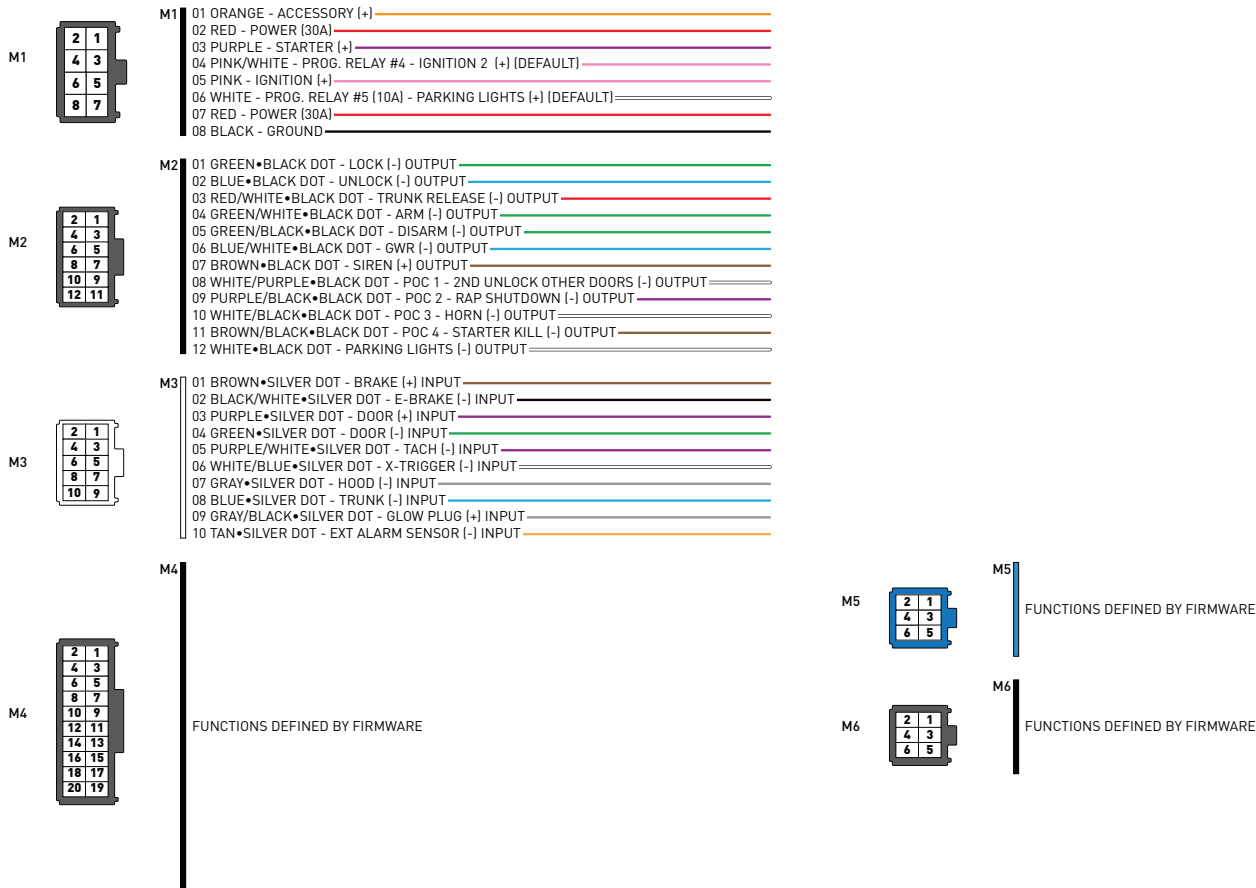 M1
2 1
4 3
6 5
8 7
M1
01 ORANGE - ACCESSORY (+)
02 RED - POWER (30A)
03 PURPLE - STARTER (+)
04 PINK/WHITE - PROG. RELAY #4 - IGNITION 2 (+) (DEFAULT)
05 PINK - IGNITION (+)
06 WHITE - PROG. RELAY #5 (10A) - PARKING LIGHTS (+) (DEFAULT)
07 RED - POWER (30A)
08 BLACK - GROUND
M2
2 1
4 3
6 5
8 7
10 9
12 11
M2
01 GREEN•BLACK DOT - LOCK (-) OUTPUT
02 BLUE•BLACK DOT - UNLOCK (-) OUTPUT
03 RED/WHITE•BLACK DOT - TRUNK RELEASE (-) OUTPUT
04 GREEN/WHITE•BLACK DOT - ARM (-) OUTPUT
05 GREEN/BLACK•BLACK DOT - DISARM (-) OUTPUT
06 BLUE/WHITE•BLACK DOT - GWR (-) OUTPUT
07 BROWN•BLACK DOT - SIREN (+) OUTPUT
08 WHITE/PURPLE•BLACK DOT - POC 1 - 2ND UNLOCK OTHER DOORS (-) OUTPUT
09 PURPLE/BLACK•BLACK DOT - POC 2 - RAP SHUTDOWN (-) OUTPUT
10 WHITE/BLACK•BLACK DOT - POC 3 - HORN (-) OUTPUT
11 BROWN/BLACK•BLACK DOT - POC 4 - STARTER KILL (-) OUTPUT
12 WHITE•BLACK DOT - PARKING LIGHTS (-) OUTPUT
M3
2 1
4 3
6 5
8 7
10 9
M3
01 BROWN•SILVER DOT - BRAKE (+) INPUT
02 BLACK/WHITE•SILVER DOT - E-BRAKE (-) INPUT
03 PURPLE•SILVER DOT - DOOR (+) INPUT
04 GREEN•SILVER DOT - DOOR (-) INPUT
05 PURPLE/WHITE•SILVER DOT - TACH (-) INPUT
06 WHITE/BLUE•SILVER DOT - X-TRIGGER (-) INPUT
07 GRAY•SILVER DOT - HOOD (-) INPUT
08 BLUE•SILVER DOT - TRUNK (-) INPUT
09 GRAY/BLACK•SILVER DOT - GLOW PLUG (+) INPUT
10 TAN•SILVER DOT - EXT ALARM SENSOR (-) INPUT
M4
2 1
4 3
6 5
8 7
10 9
12 11
14 13
16 15
18 17
20 19
M4
FUNCTIONS DEFINED BY FIRMWARE
M5
2 1
4 3
6 5
M5
FUNCTIONS DEFINED BY FIRMWARE
M6
2 1
4 3
6 5
M6
FUNCTIONS DEFINED BY FIRMWARE